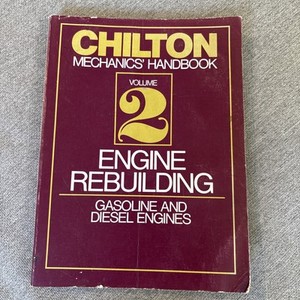 CHILTON
MECHANICS' HANDBOOK
VOLUME
2
ENGINE
REBUILDING
GASOLINE AND
DIESEL ENGINES